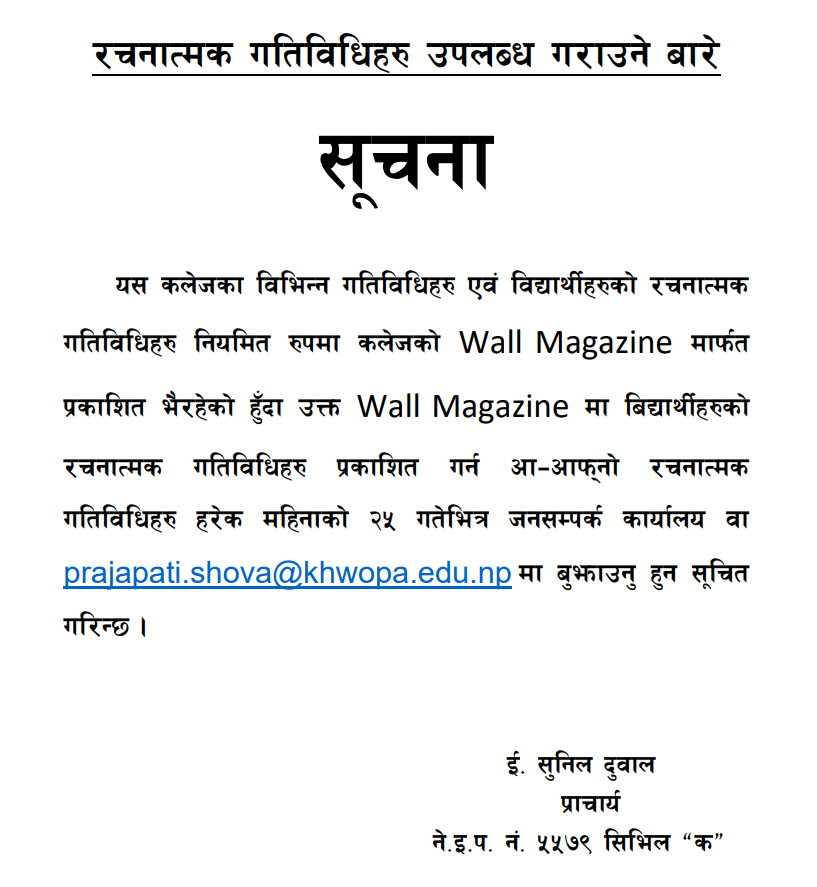 रचनात्मक गतिविधिहरु उपलब्ध गराउने बारे
सूचना
यस कलेजका विभिन्न गतिविधिहरु एवं विद्यार्थीहरुको रचनात्मक
गतिविधिहरु नियमित रुपमा कलेजको Wall Magazine मार्फत
प्रकाशित भैरहेको हुँदा उक्त Wall Magazine मा बिद्यार्थीहरुको
रचनात्मक गतिविधिहरु प्रकाशित गर्न आ-आफ्‍नो रचनात्मक
गतिविधिहरु हरेक महिनाको २५ गतेभित्र जनसम्पर्क कार्यालय वा
prajapati.shova@khwopa.edu.np मा बुझाउनु हुन सूचित
गरिन्छ।
ई. सुनिल दुवाल
प्राचार्य
ने.इ.प. नं. ५५७९ सिभिल “क”